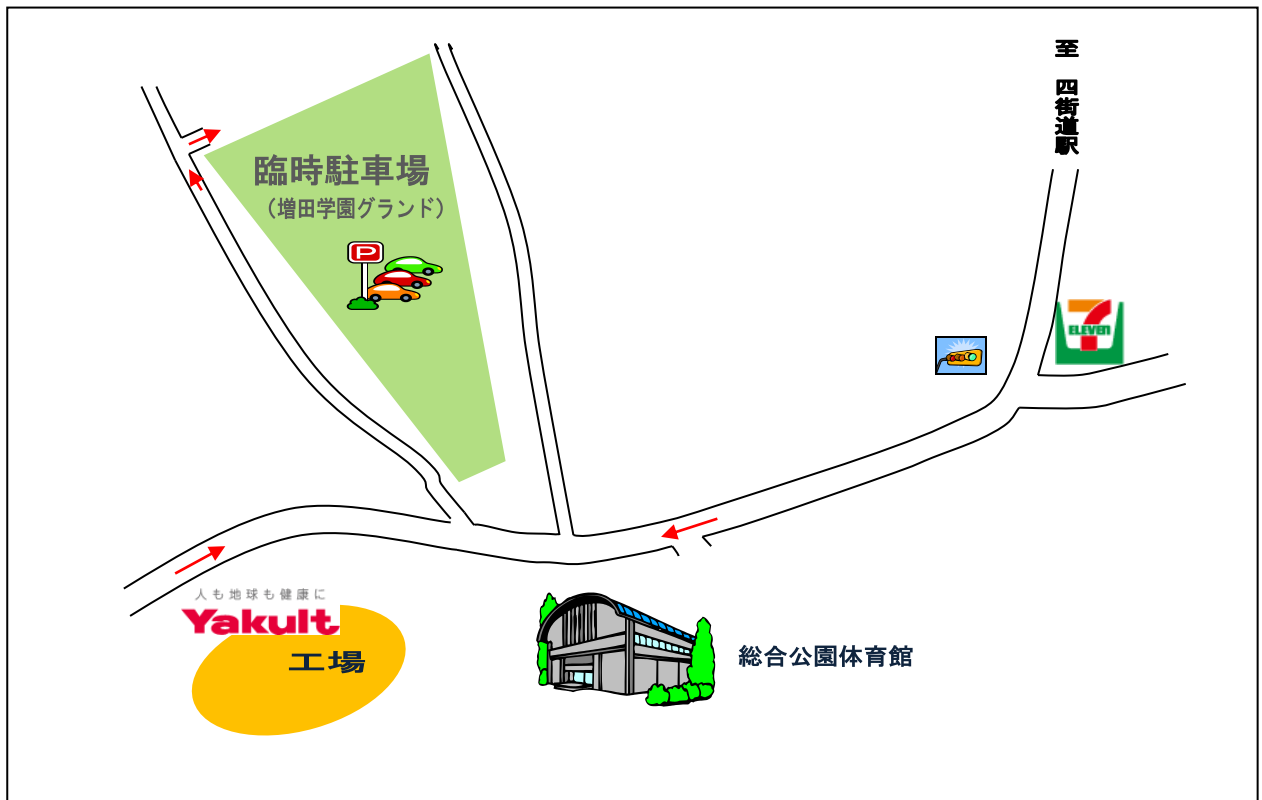 至 四街道駅
臨時駐車場
（増田学園グランド）
P
7
ELEVEN
人も地球も健康に
Yakult
工場
総合公園体育館